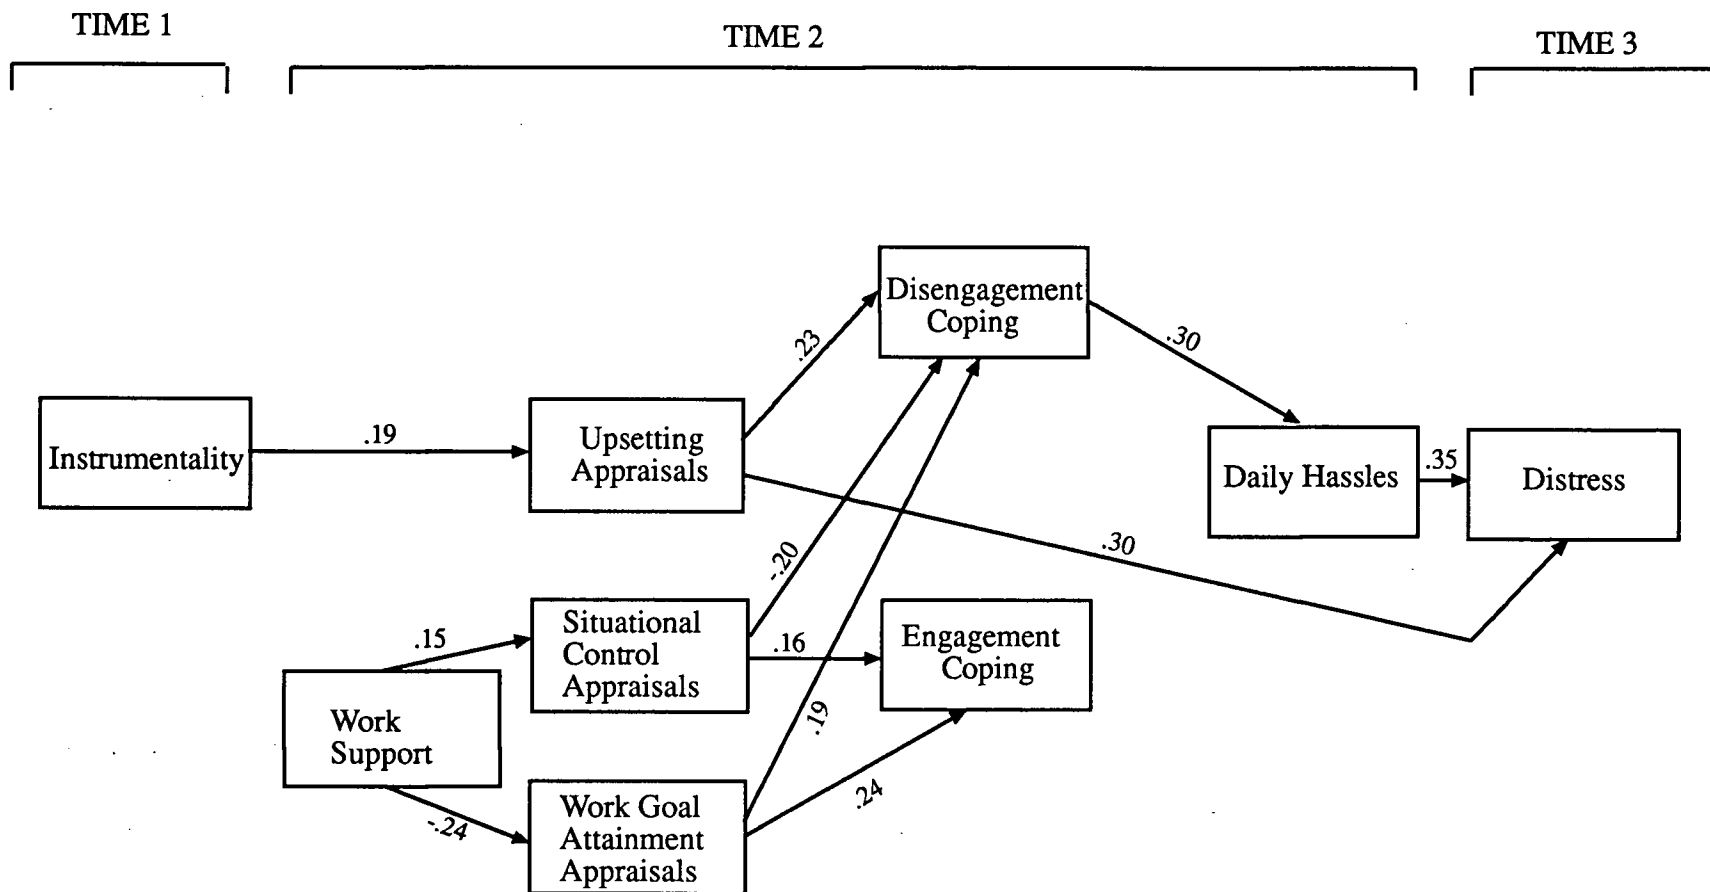 TIME 1
TIME 2
TIME 3
Disengagement
Coping
.23
.30
Instrumentality
.19
Upsetting
Appraisals
Daily Hassles
.35
Distress
.30
-.20
Situational
Control
Appraisals
.15
.16
Engagement
Coping
Work
Support
.19
-.24
Work Goal
Attainment
Appraisals
.24